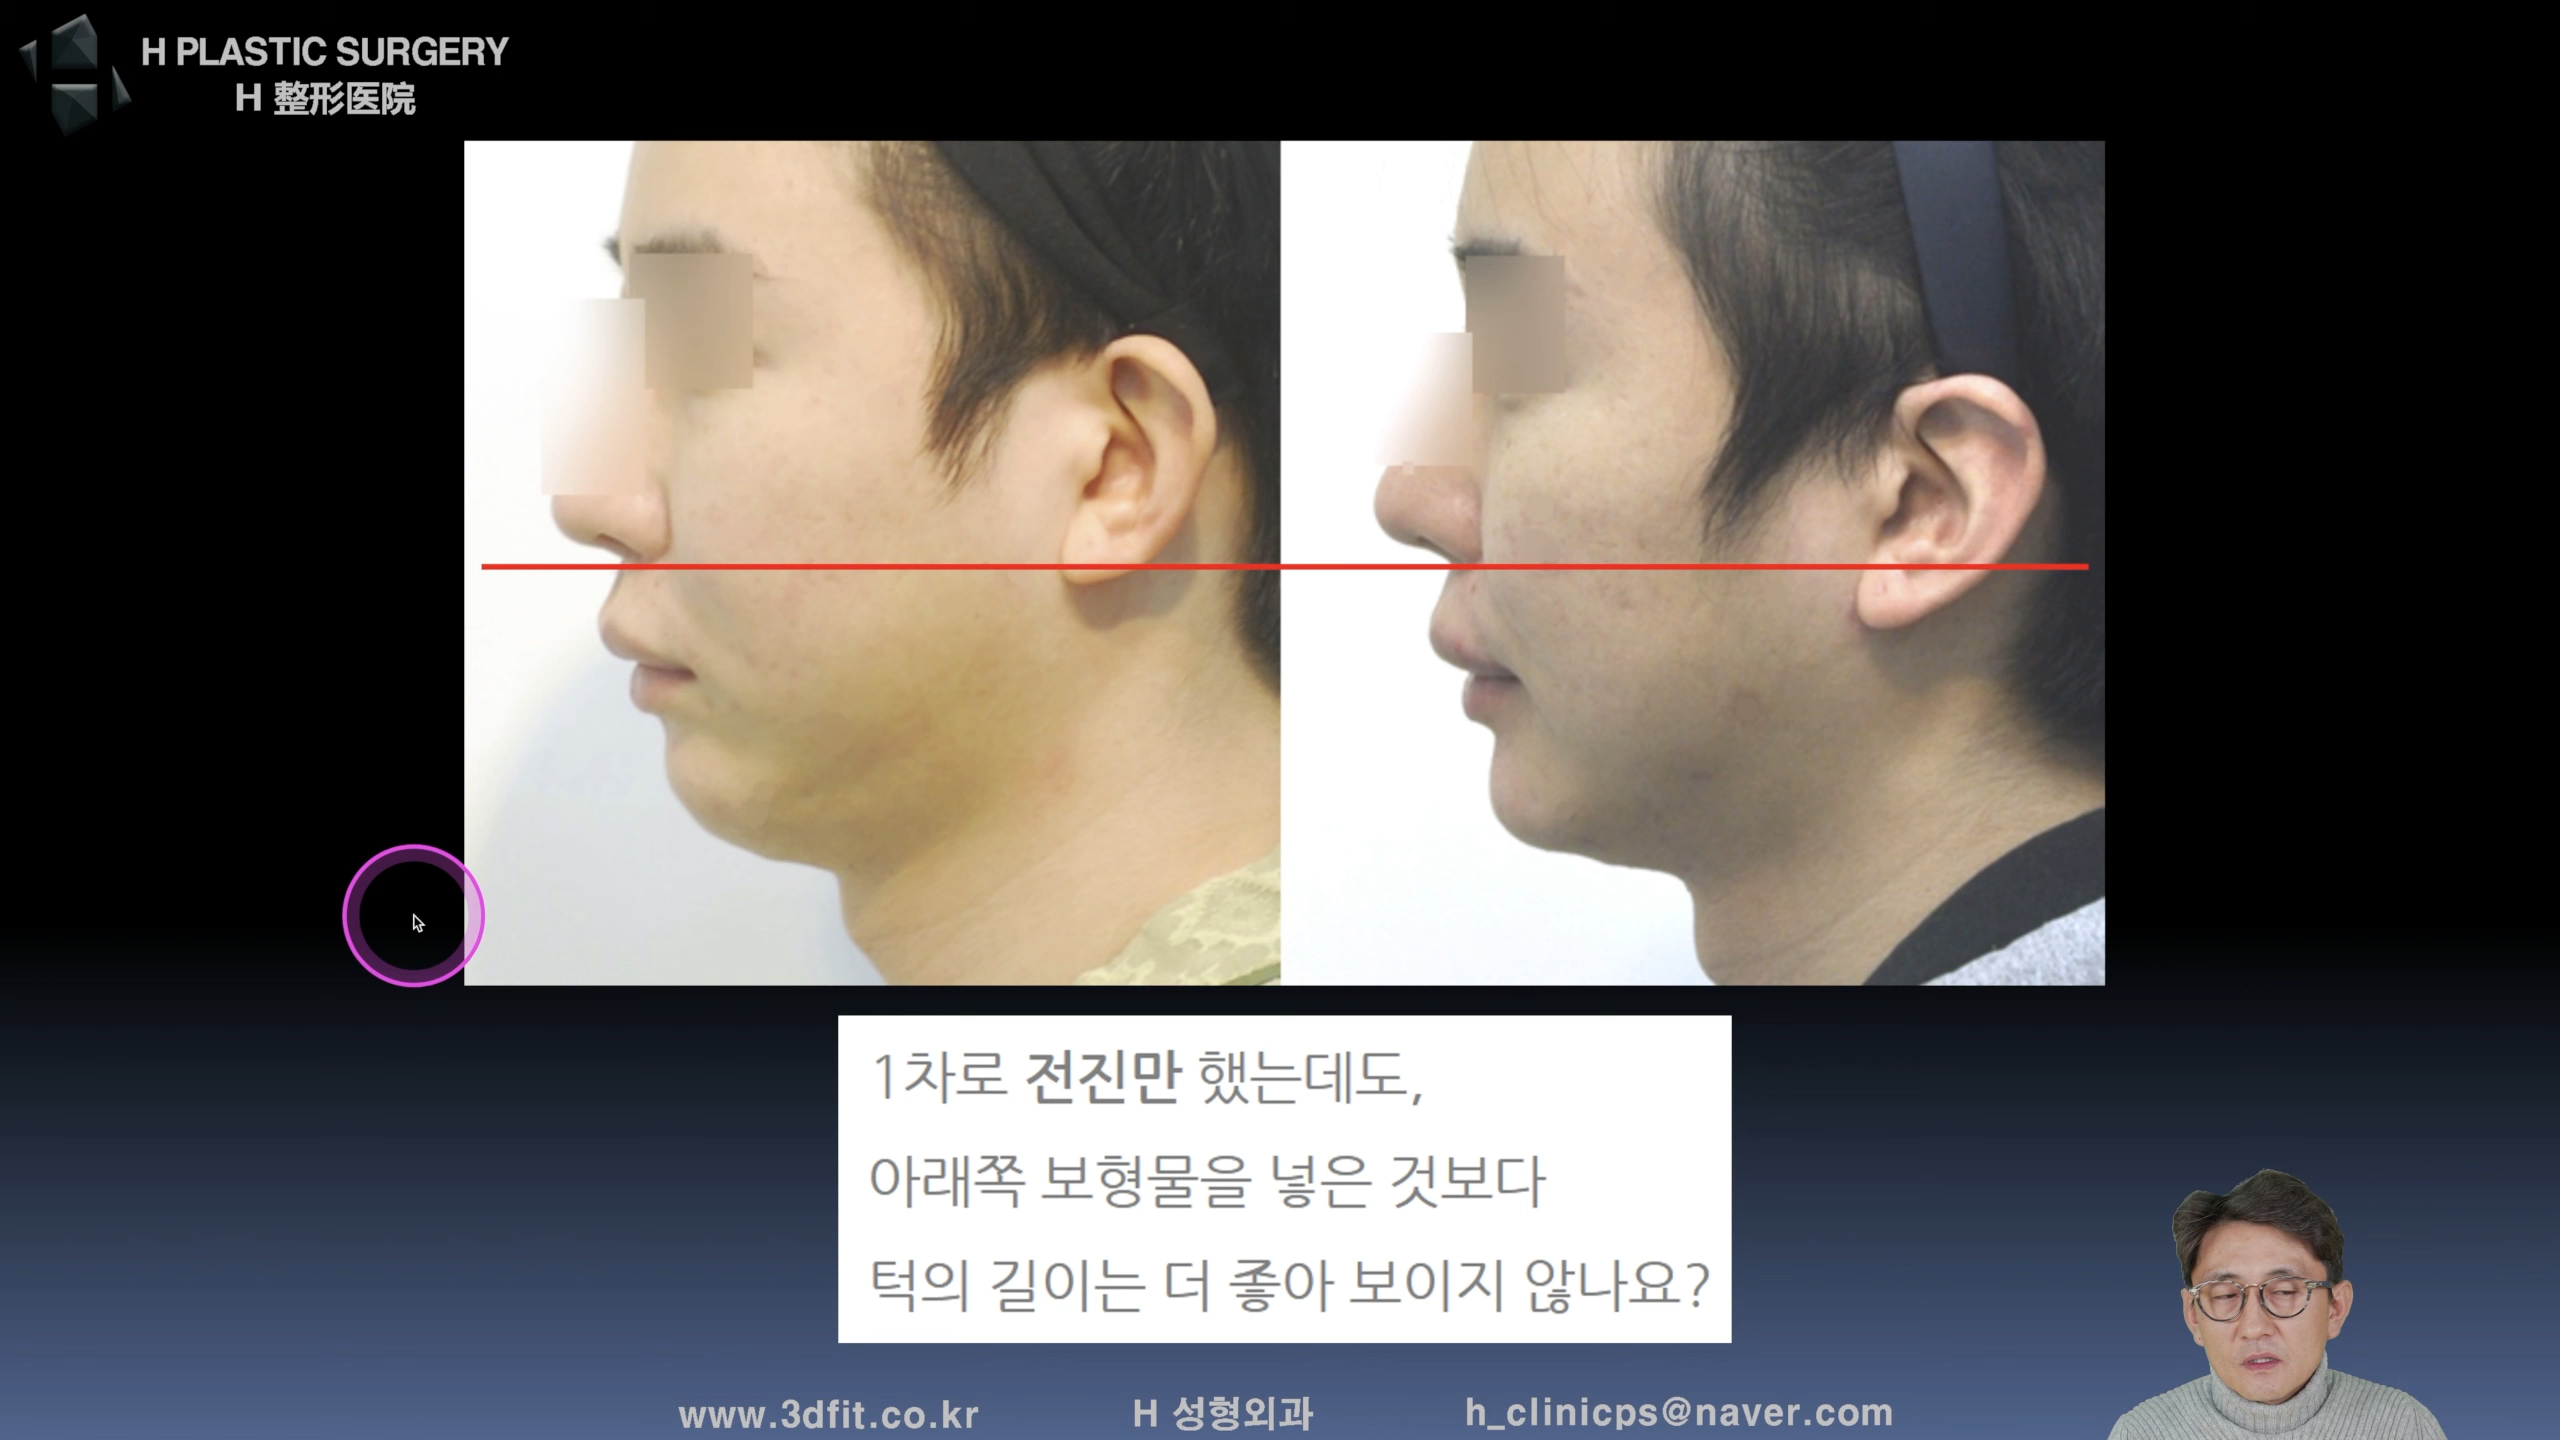 H PLASTIC SURGERY
H 整形医院
1차로 전진만 했는데도,
아래쪽 보형물을 넣은 것보다
턱의 길이는 더 좋아 보이지 않나요?
www.3dfit.co.kr
H 성형외과
h_clinicps@naver.com